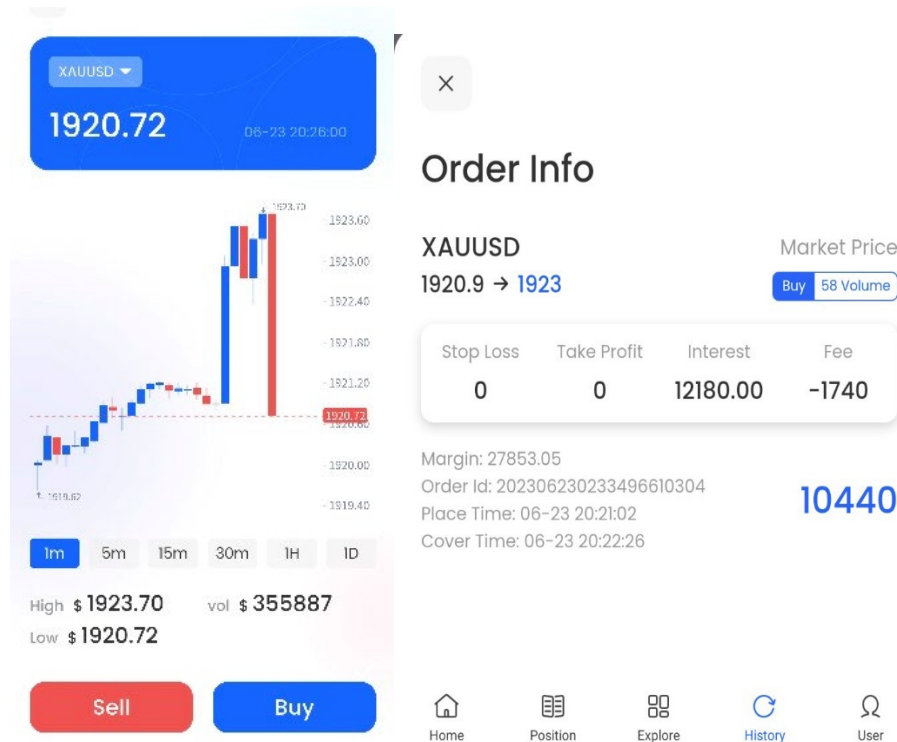 XAUUSD
1920.72 06-23 20:26:00
1923.70
1923.60
1923.00
1922.40
1921.80
1921.20
1920.72
1920.60
1920.00
1919.62
1919.40
1m 5m 15m 30m 1H 1D
High $ 1923.70 vol $ 355887
Low $ 1920.72
Sell Buy
Order Info
XAUUSD Market Price
1920.9 → 1923 Buy 58 Volume
Stop Loss Take Profit Interest Fee
0 0 12180.00 -1740
Margin: 27853.05
Order Id: 202306230233496610304
10440
Place Time: 06-23 20:21:02
Cover Time: 06-23 20:22:26
Home Position Explore History User